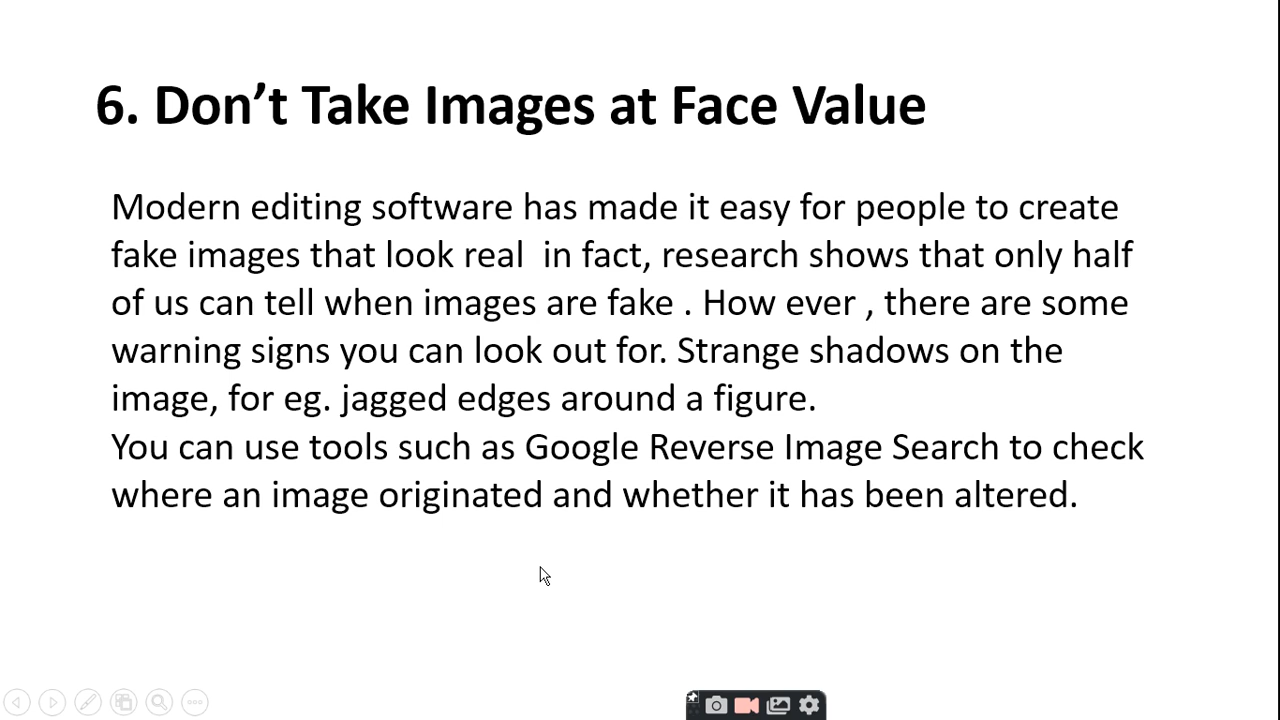 6. Don’t Take Images at Face Value
Modern editing software has made it easy for people to create
fake images that look real  in fact, research shows that only half
of us can tell when images are fake . How ever , there are some
warning signs you can look out for. Strange shadows on the
image, for eg. jagged edges around a figure.
You can use tools such as Google Reverse Image Search to check
where an image originated and whether it has been altered.